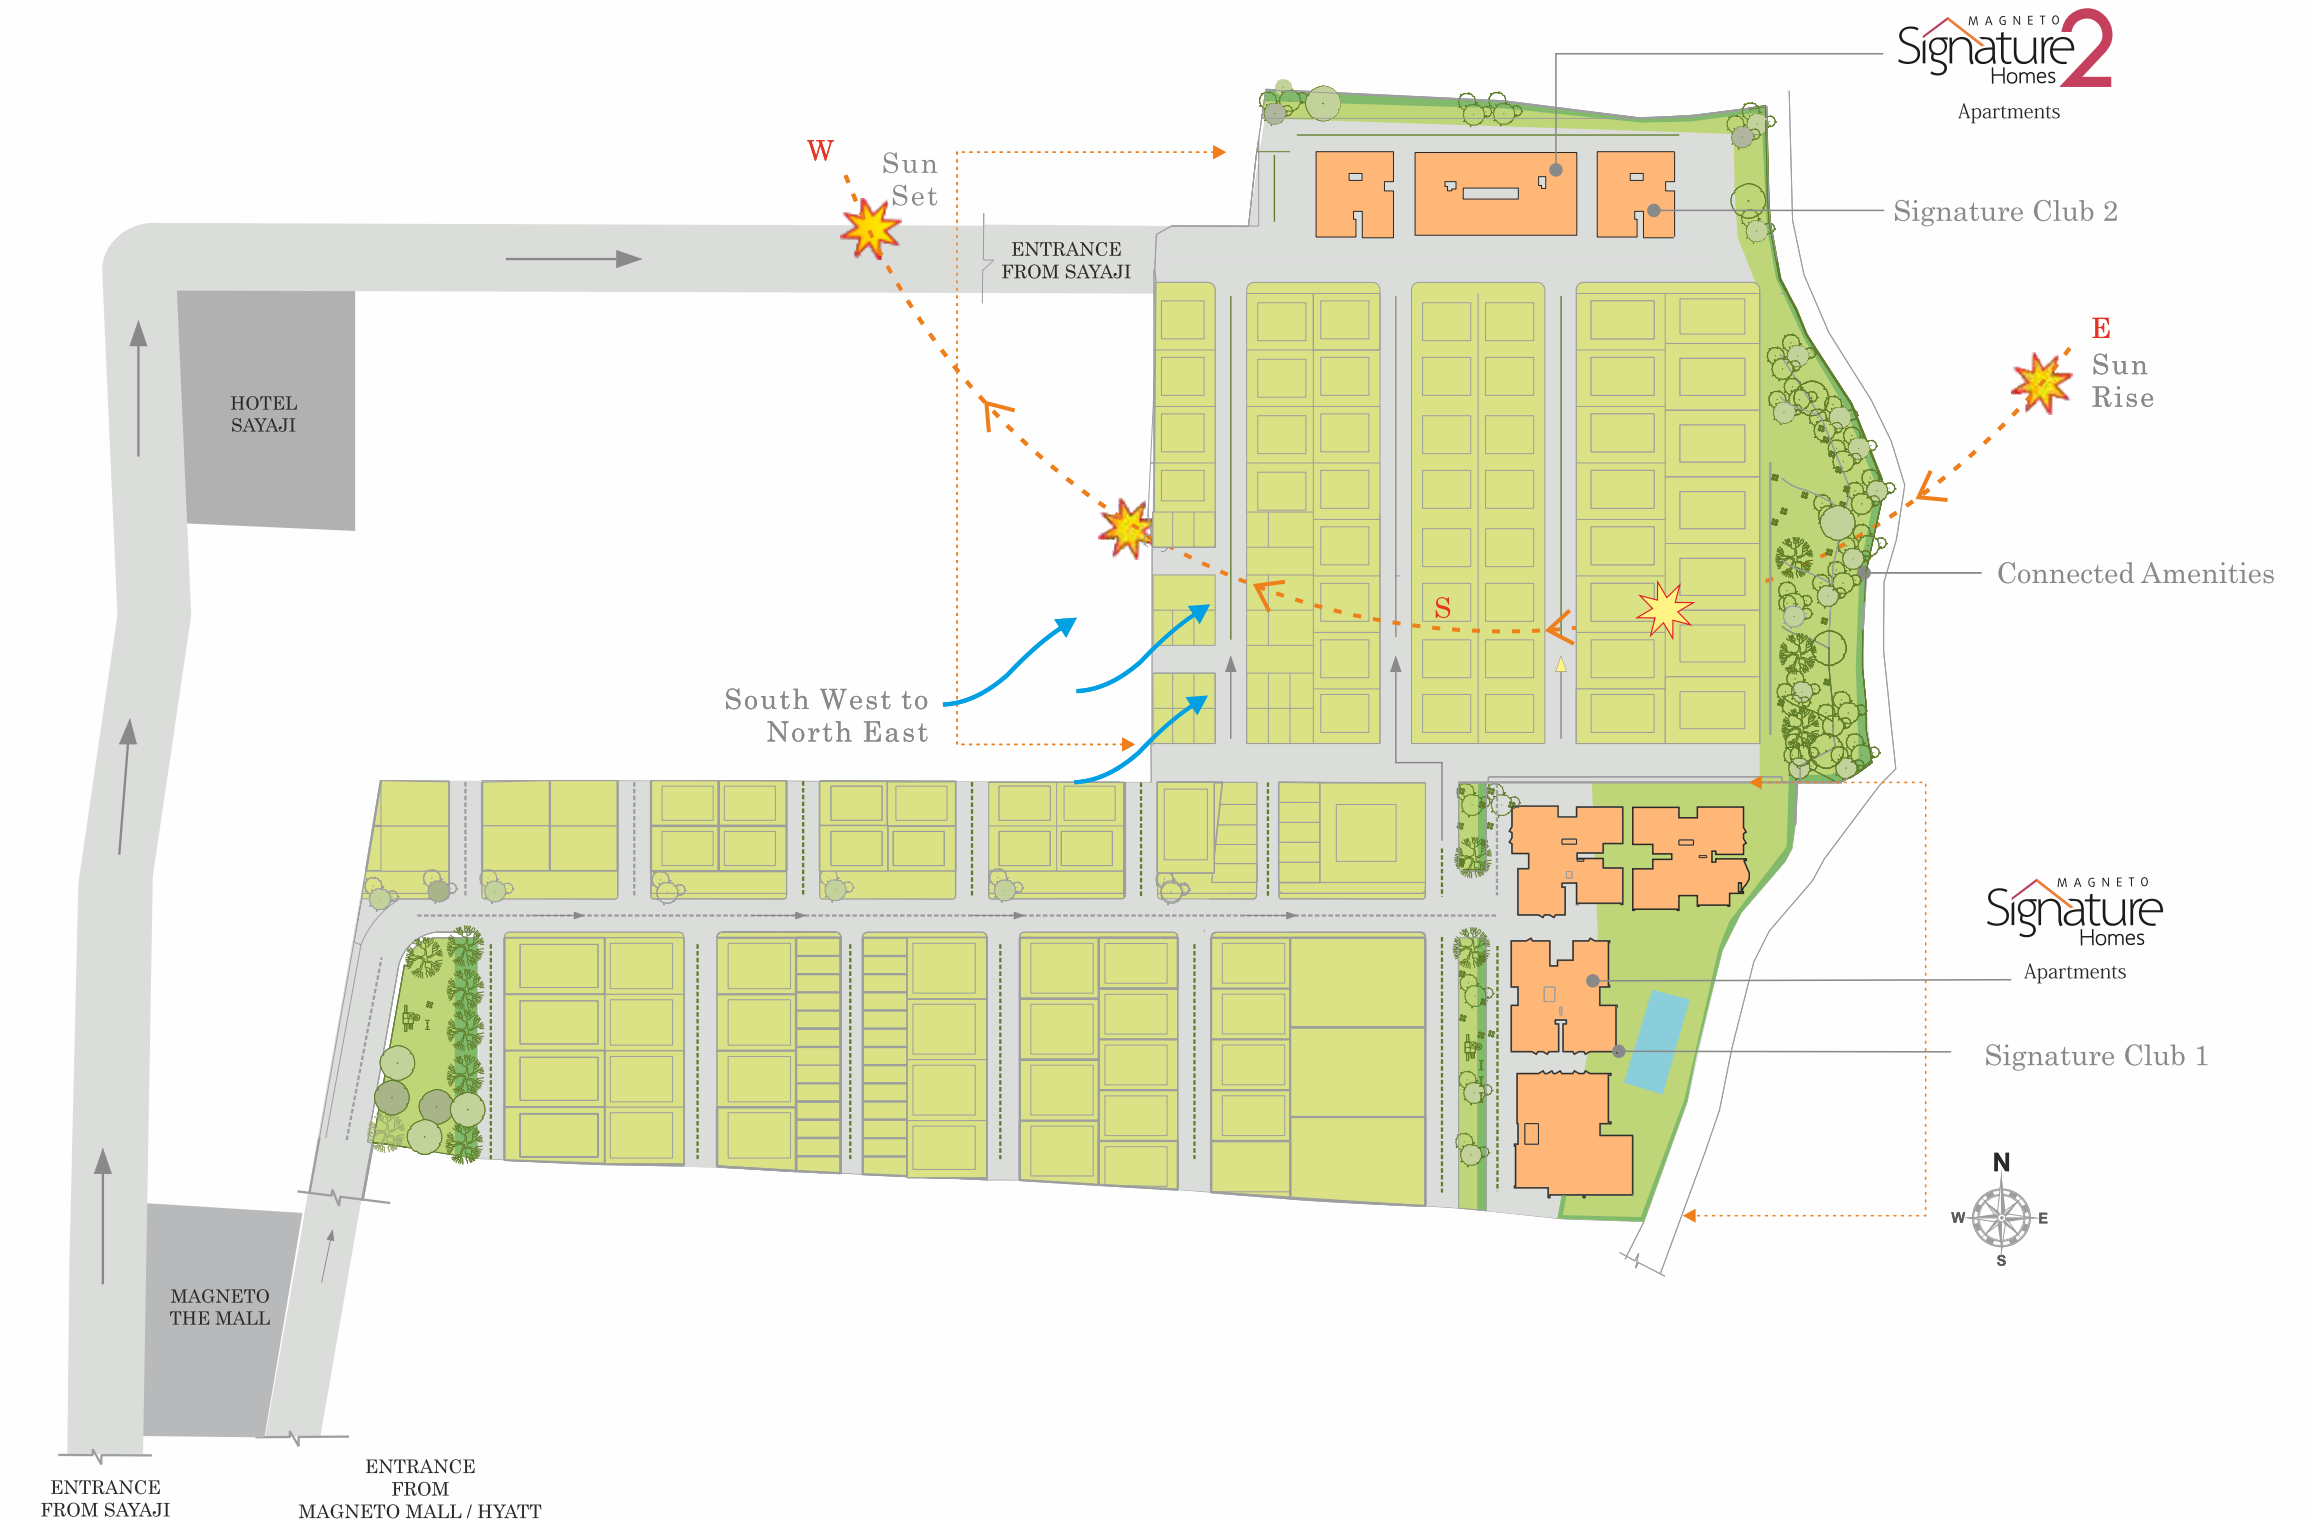 MAGNETO
Signature 2
Homes
Apartments
W
Sun
Set
Signature Club 2
ENTRANCE
FROM SAYAJI
E
Sun
Rise
HOTEL
SAYAJI
Connected Amenities
S
South West to
North East
MAGNETO
Signature
Homes
Apartments
Signature Club 1
N
W
E
S
MAGNETO
THE MALL
ENTRANCE
FROM
MAGNETO MALL / HYATT
ENTRANCE
FROM SAYAJI